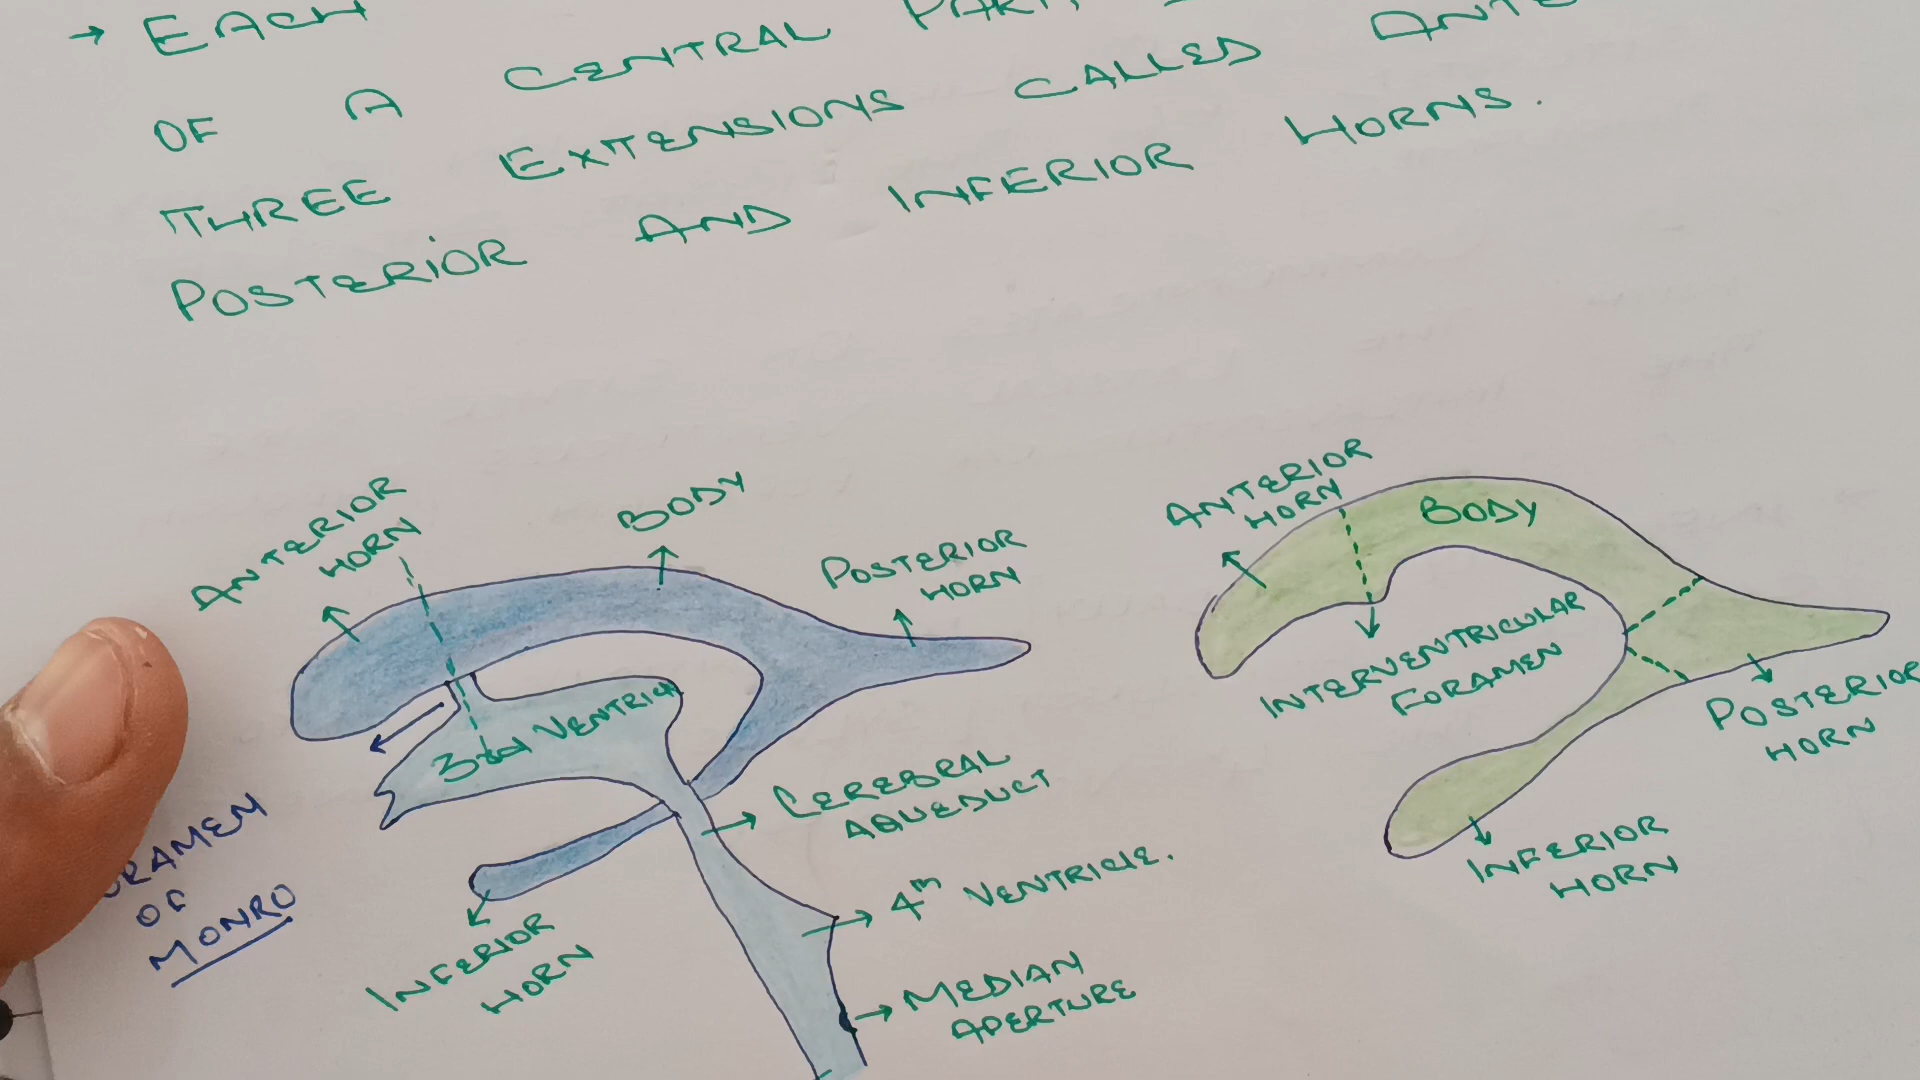 → EACH
OF A CENTRAL PART
THREE EXTENSIONS CALLED
POSTERIOR AND INFERIOR HORNS.
ANTERIOR
HORN
BODY
POSTERIOR
HORN
3rd VENTRICLE
CEREBRAL
AQUEDUCT
4th VENTRICLE.
MEDIAN
APERTURE
INFERIOR
HORN
OF
MONRO
ANTERIOR
HORN
BODY
INTERVENTRICULAR
FORAMEN
POSTERIOR
HORN
INFERIOR
HORN